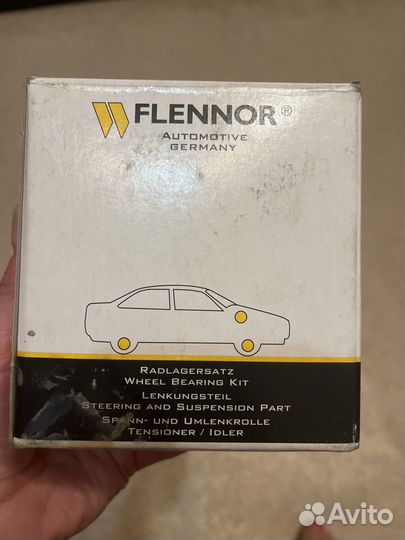 FLENNOR®
AUTOMOTIVE
GERMANY
RADLAGERSATZ
WHEEL BEARING KIT
LENKUNGSTEIL
STEERING AND SUSPENSION PART
SPANN- UND UMLENKROLLE
TENSIONER / IDLER
Avito